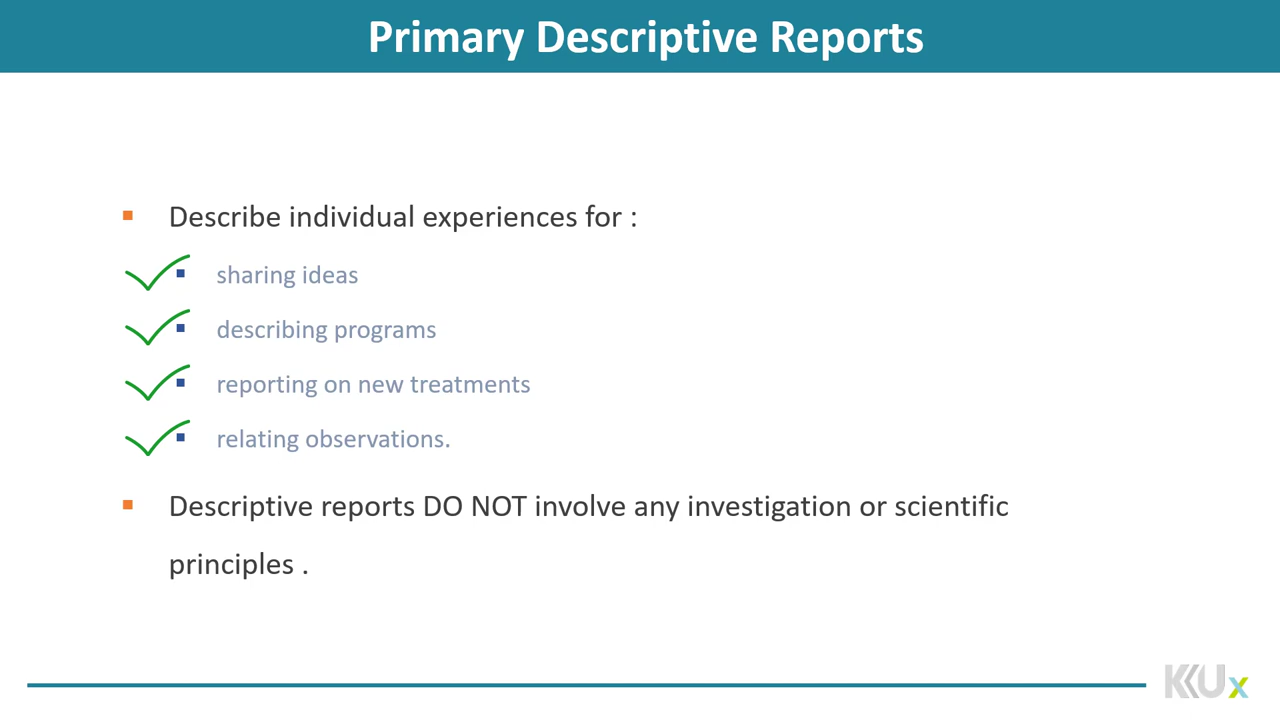 Primary Descriptive Reports
Describe individual experiences for :
sharing ideas
describing programs
reporting on new treatments
relating observations.
Descriptive reports DO NOT involve any investigation or scientific
principles .
KKUx